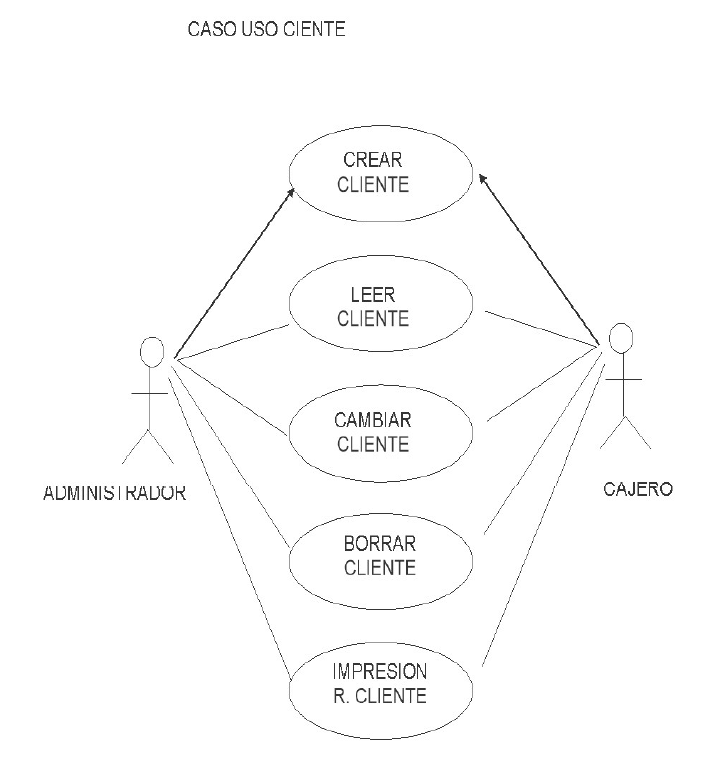 CASO USO CIENTE
CREAR
CLIENTE
LEER
CLIENTE
CAMBIAR
CLIENTE
ADMINISTRADOR
CAJERO
BORRAR
CLIENTE
IMPRESION
R. CLIENTE